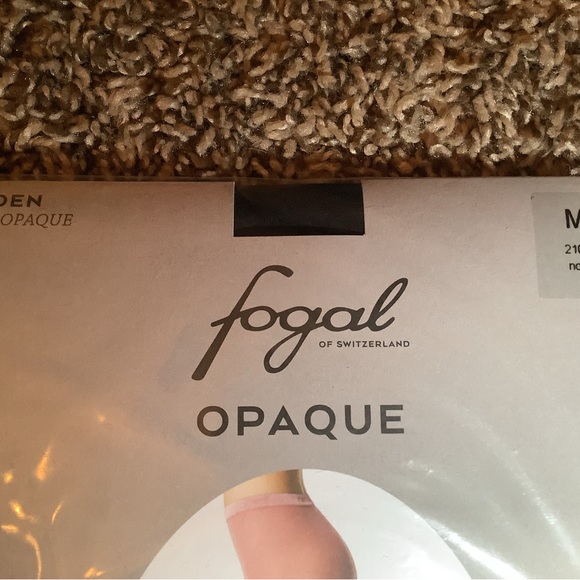 DEN
OPAQUE
M
fogal
OF SWITZERLAND
OPAQUE